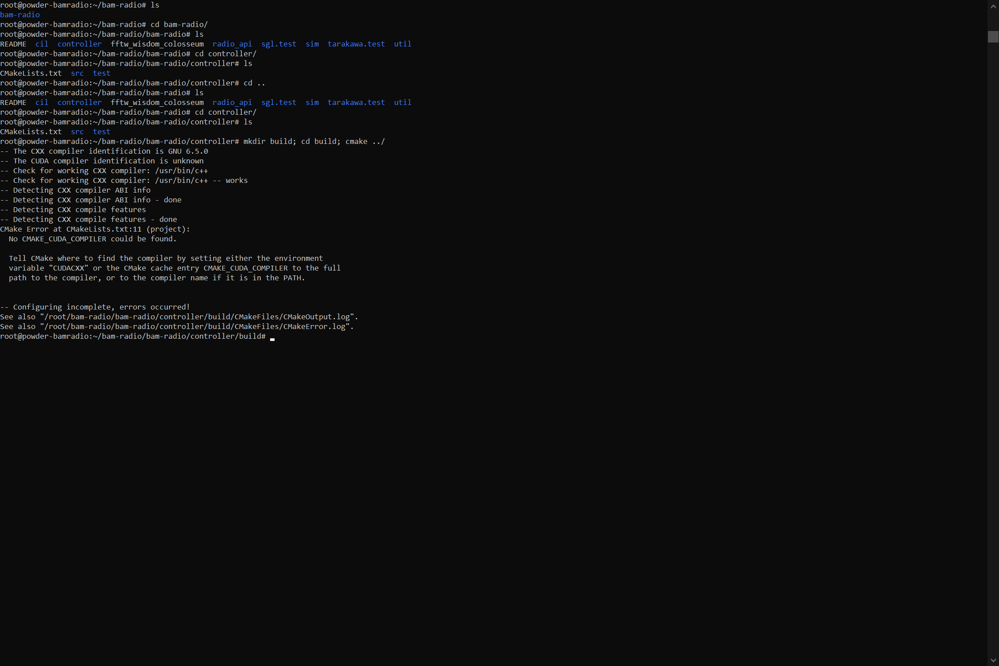 root@powder-bamradio:~/bam-radio# ls
bam-radio
root@powder-bamradio:~/bam-radio# cd bam-radio/
root@powder-bamradio:~/bam-radio/bam-radio# ls
README  cil  controller  fftw_wisdom_colosseum  radio_api  sgl.test  sim  tarakawa.test  util
root@powder-bamradio:~/bam-radio/bam-radio# cd controller/
root@powder-bamradio:~/bam-radio/bam-radio/controller# ls
CMakeLists.txt  src  test
root@powder-bamradio:~/bam-radio/bam-radio/controller# cd ..
root@powder-bamradio:~/bam-radio/bam-radio# ls
README  cil  controller  fftw_wisdom_colosseum  radio_api  sgl.test  sim  tarakawa.test  util
root@powder-bamradio:~/bam-radio/bam-radio# cd controller/
root@powder-bamradio:~/bam-radio/bam-radio/controller# ls
CMakeLists.txt  src  test
root@powder-bamradio:~/bam-radio/bam-radio/controller# mkdir build; cd build; cmake ../
-- The CXX compiler identification is GNU 6.5.0
-- The CUDA compiler identification is unknown
-- Check for working CXX compiler: /usr/bin/c++
-- Check for working CXX compiler: /usr/bin/c++ -- works
-- Detecting CXX compiler ABI info
-- Detecting CXX compiler ABI info - done
-- Detecting CXX compile features
-- Detecting CXX compile features - done
CMake Error at CMakeLists.txt:11 (project):
  No CMAKE_CUDA_COMPILER could be found.
  Tell CMake where to find the compiler by setting either the environment
  variable "CUDACXX" or the CMake cache entry CMAKE_CUDA_COMPILER to the full
  path to the compiler, or to the compiler name if it is in the PATH.
-- Configuring incomplete, errors occurred!
See also "/root/bam-radio/bam-radio/controller/build/CMakeFiles/CMakeOutput.log".
See also "/root/bam-radio/bam-radio/controller/build/CMakeFiles/CMakeError.log".
root@powder-bamradio:~/bam-radio/bam-radio/controller/build#